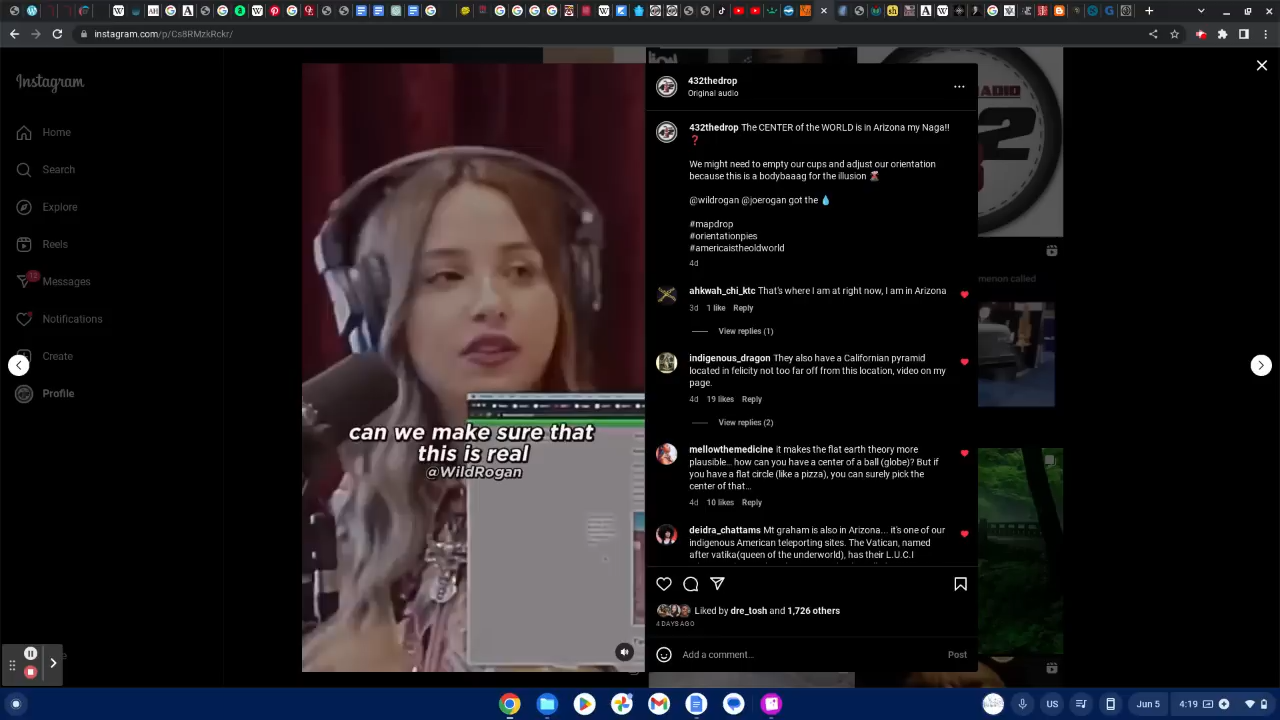 instagram.com/p/Cs8RMzkRckr/
Instagram
Home
Search
Explore
Reels
12
Messages
Notifications
Create
Profile
can we make sure that
this is real
@WildRogan
432thedrop
Original audio
432thedrop The CENTER of the WORLD is in Arizona my Naga!!
❓
We might need to empty our cups and adjust our orientation
because this is a bodybaaag for the illusion 🌋
@wildrogan @joerogan got the 💧
#mapdrop
#orientationpies
#americaistheoldworld
4d
ahkwah_chi_ktc That's where I am at right now, I am in Arizona
3d 1 like Reply
View replies (1)
indigenous_dragon They also have a Californian pyramid
located in felicity not too far off from this location, video on my
page.
4d 19 likes Reply
View replies (2)
mellowthemedicine it makes the flat earth theory more
plausible… how can you have a center of a ball (globe)? But if
you have a flat circle (like a pizza), you can surely pick the
center of that…
4d 10 likes Reply
deidra_chattams Mt graham is also in Arizona… it's one of our
indigenous American teleporting sites. The Vatican, named
after vatika(queen of the underworld), has their L.U.C.I
Liked by dre_tosh and 1,726 others
4 DAYS AGO
Add a comment…
Post
ADIO
2
menon called
US
Jun 5
4:19